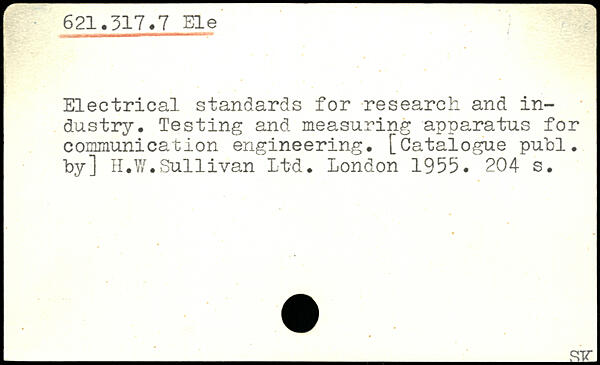 621.317.7 Ele
Electrical standards for research and in-
dustry. Testing and measuring apparatus for
communication engineering. [Catalogue publ.
by] H.W.Sullivan Ltd. London 1955. 204 s.
SK